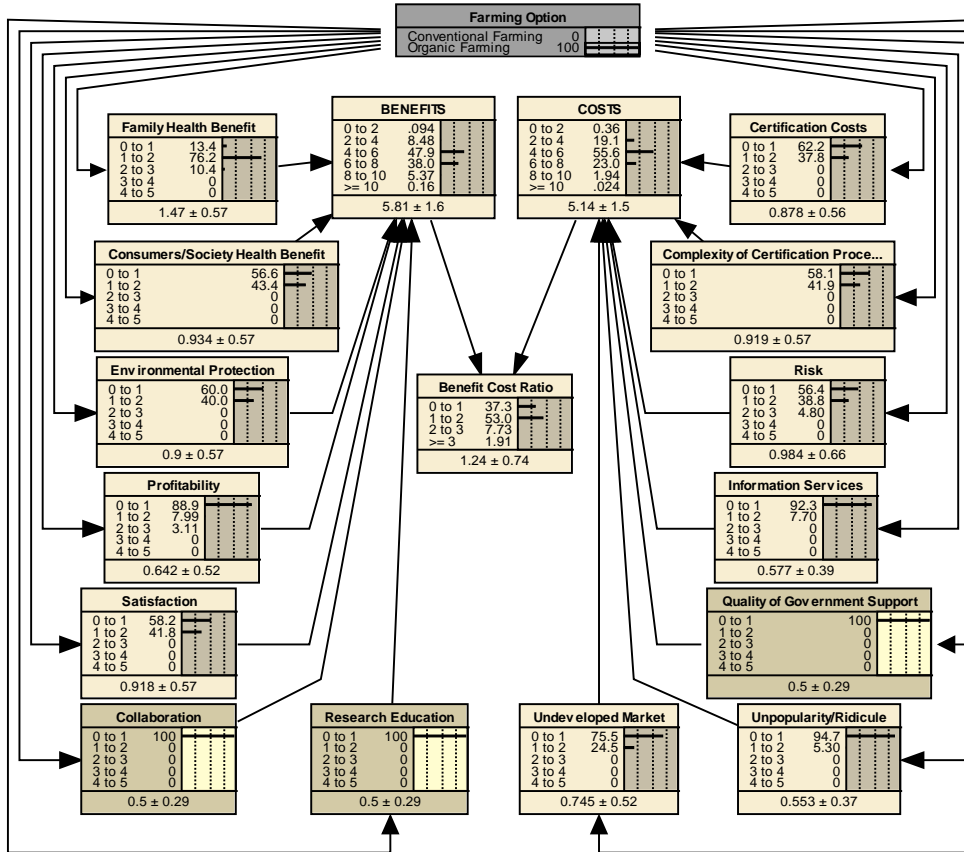 Farming Option
Conventional Farming 0
Organic Farming 100
BENEFITS
0 to 2 .094
2 to 4 8.48
4 to 6 47.9
6 to 8 38.0
8 to 10 5.37
>= 10 0.16
5.81 ± 1.6
COSTS
0 to 2 0.36
2 to 4 19.1
4 to 6 55.6
6 to 8 23.0
8 to 10 1.94
>= 10 .024
5.14 ± 1.5
Family Health Benefit
0 to 1 13.4
1 to 2 76.2
2 to 3 10.4
3 to 4 0
4 to 5 0
1.47 ± 0.57
Certification Costs
0 to 1 62.2
1 to 2 37.8
2 to 3 0
3 to 4 0
4 to 5 0
0.878 ± 0.56
Consumers/Society Health Benefit
0 to 1 56.6
1 to 2 43.4
2 to 3 0
3 to 4 0
4 to 5 0
0.934 ± 0.57
Complexity of Certification Proce...
0 to 1 58.1
1 to 2 41.9
2 to 3 0
3 to 4 0
4 to 5 0
0.919 ± 0.57
Environmental Protection
0 to 1 60.0
1 to 2 40.0
2 to 3 0
3 to 4 0
4 to 5 0
0.9 ± 0.57
Benefit Cost Ratio
0 to 1 37.3
1 to 2 53.0
2 to 3 7.73
>= 3 1.91
1.24 ± 0.74
Risk
0 to 1 56.4
1 to 2 38.8
2 to 3 4.80
3 to 4 0
4 to 5 0
0.984 ± 0.66
Profitability
0 to 1 88.9
1 to 2 7.99
2 to 3 3.11
3 to 4 0
4 to 5 0
0.642 ± 0.52
Information Services
0 to 1 92.3
1 to 2 7.70
2 to 3 0
3 to 4 0
4 to 5 0
0.577 ± 0.39
Satisfaction
0 to 1 58.2
1 to 2 41.8
2 to 3 0
3 to 4 0
4 to 5 0
0.918 ± 0.57
Quality of Government Support
0 to 1 100
1 to 2 0
2 to 3 0
3 to 4 0
4 to 5 0
0.5 ± 0.29
Collaboration
0 to 1 100
1 to 2 0
2 to 3 0
3 to 4 0
4 to 5 0
0.5 ± 0.29
Research Education
0 to 1 100
1 to 2 0
2 to 3 0
3 to 4 0
4 to 5 0
0.5 ± 0.29
Undeveloped Market
0 to 1 75.5
1 to 2 24.5
2 to 3 0
3 to 4 0
4 to 5 0
0.745 ± 0.52
Unpopularity/Ridicule
0 to 1 94.7
1 to 2 5.30
2 to 3 0
3 to 4 0
4 to 5 0
0.553 ± 0.37